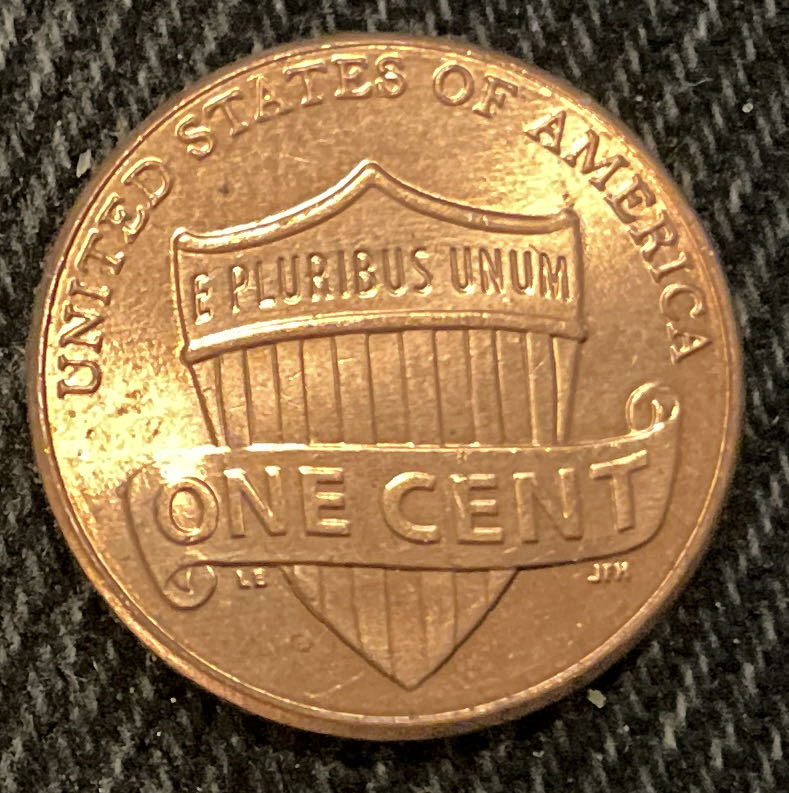 UNITED STATES OF AMERICA
E PLURIBUS UNUM
ONE CENT
LB
JFM